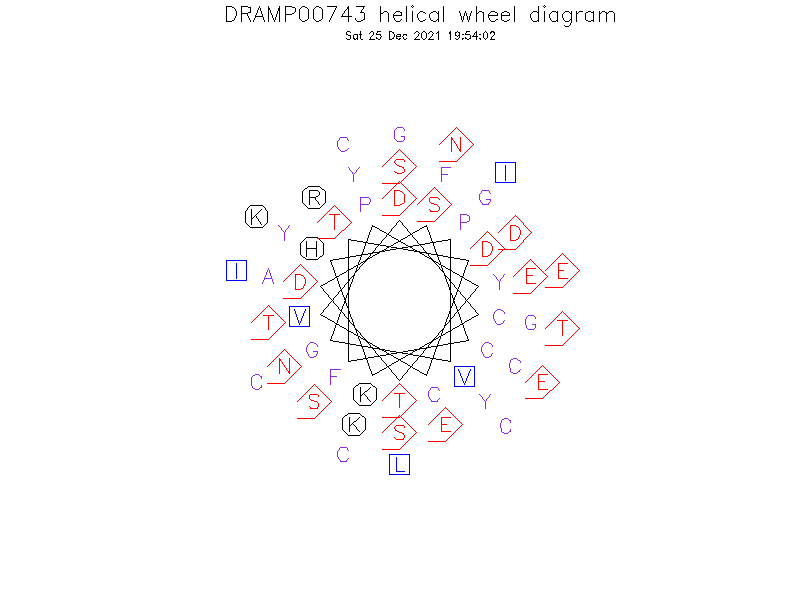 DRAMP00743 helical wheel diagram
Sat 25 Dec 2021 19:54:02
C G N
Y S F I
K R P D S G
Y T P D
H D
I A D Y E E
T V C G T
C N G F C C E
S K T C V Y
K S E C
C L